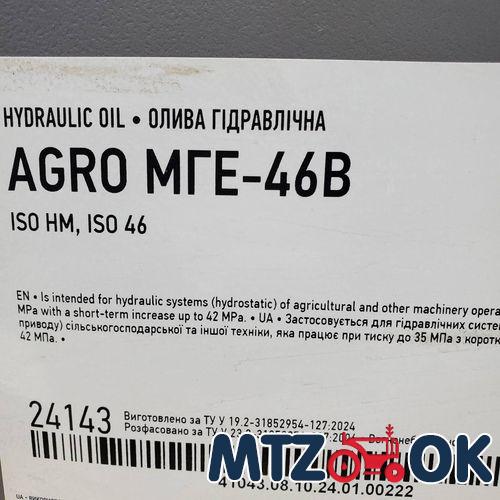 HYDRAULIC OIL • ОЛИВА ГІДРАВЛІЧНА
AGRO МГЕ-46В
ISO HM, ISO 46
EN • Is intended for hydraulic systems (hydrostatic) of agricultural and other machinery opera
MPa with a short-term increase up to 42 MPa. • UA • Застосовується для гідравлічних систе
приводу) сільськогосподарської та іншої техніки, яка працює при тиску до 35 МПа з коротк
42 МПа. •
24143
Виготовлено за ТУ У 19.2-31852954-127:2024
Розфасовано за ТУ У
MTZ OK
41043.08.10.24.01.00222